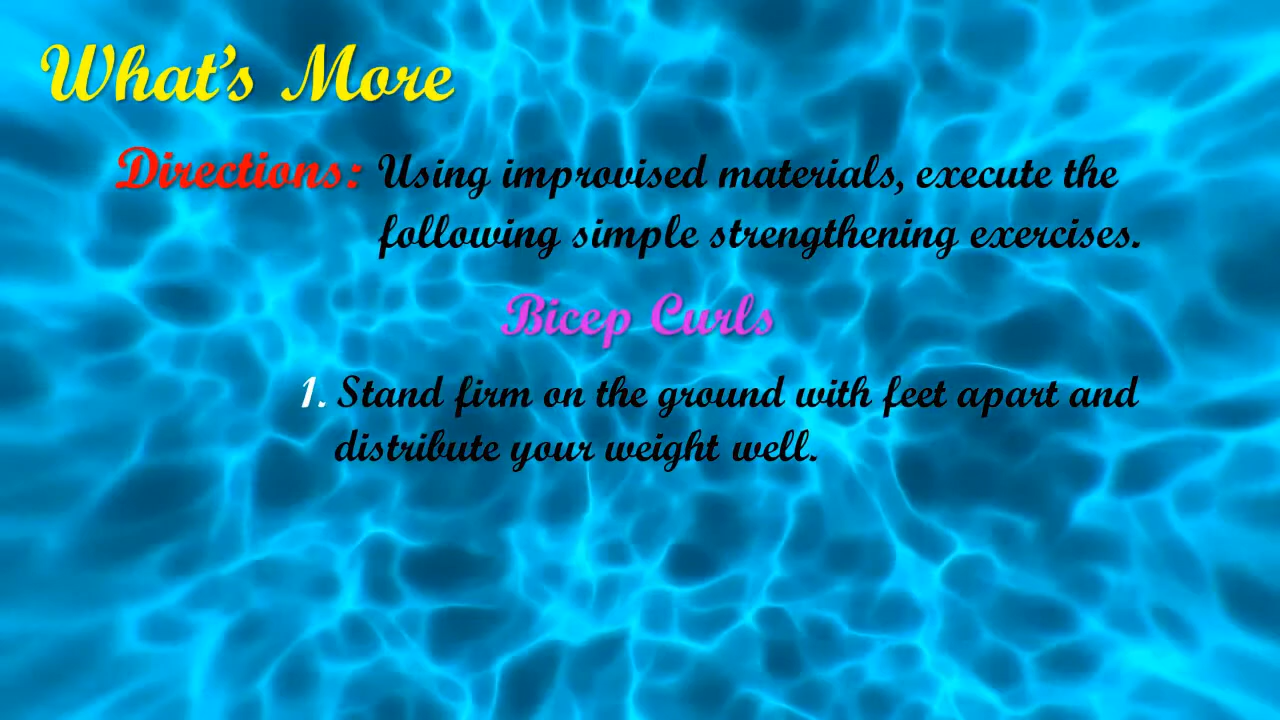 What's More
Directions: Using improvised materials, execute the
following simple strengthening exercises.
Bicep Curls
1. Stand firm on the ground with feet apart and
distribute your weight well.